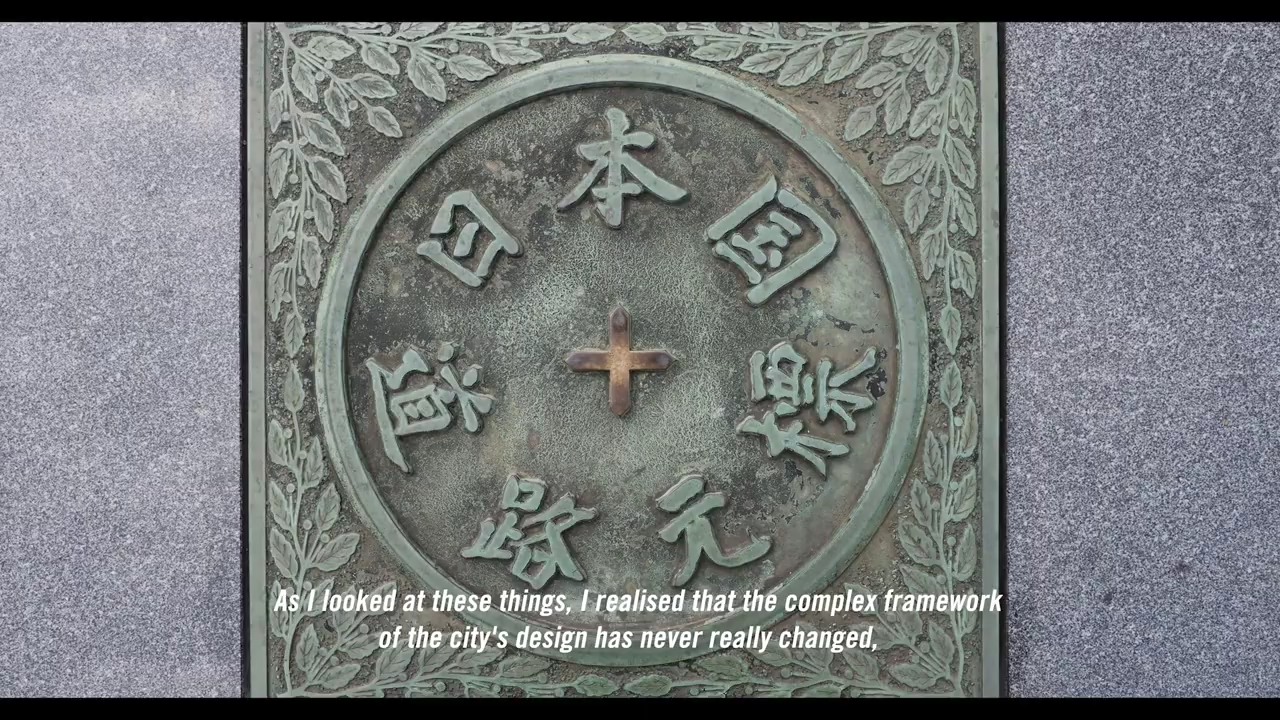 日本国道路元標
As I looked at these things, I realised that the complex framework
of the city's design has never really changed,